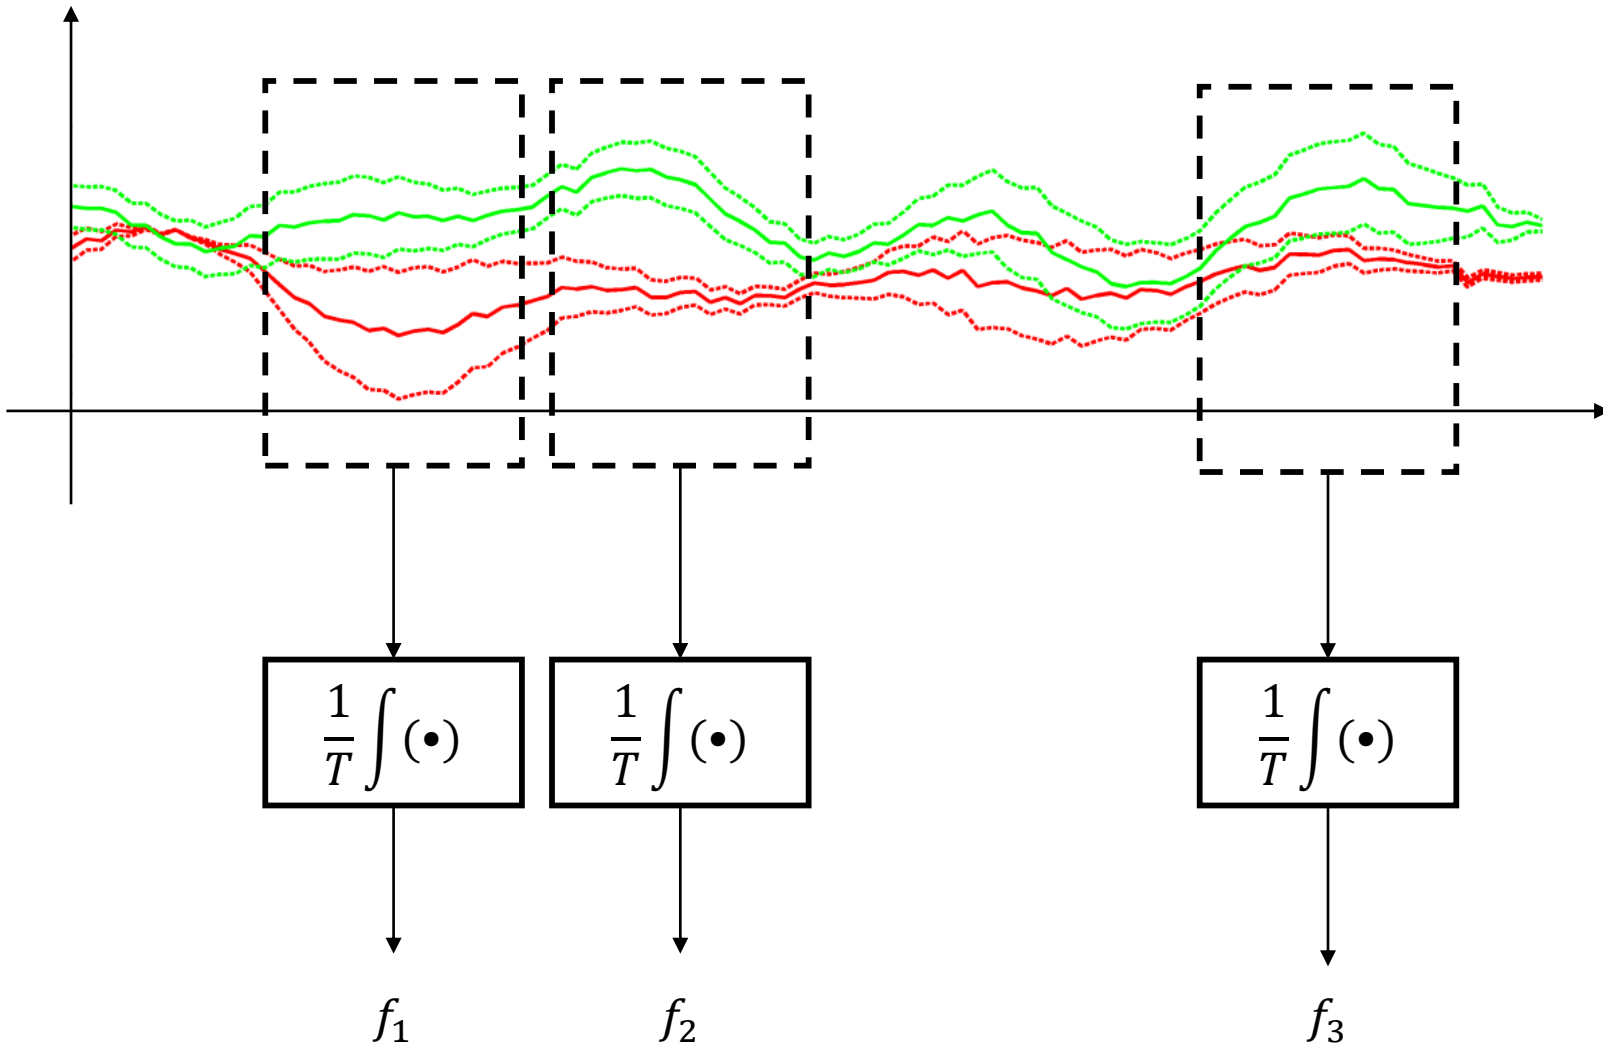 1/T ∫(•) 1/T ∫(•) 1/T ∫(•)
f₁ f₂ f₃